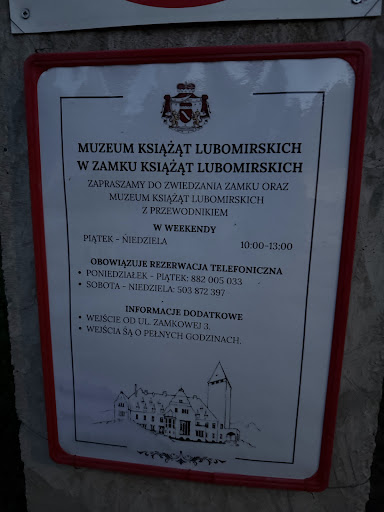 MUZEUM KSIĄŻĄT LUBOMIRSKICH
W ZAMKU KSIĄŻĄT LUBOMIRSKICH
ZAPRASZAMY DO ZWIEDZANIA ZAMKU ORAZ
MUZEUM KSIĄŻĄT LUBOMIRSKICH
Z PRZEWODNIKIEM
W WEEKENDY
PIĄTEK - NIEDZIELA 10:00-13:00
OBOWIĄZUJE REZERWACJA TELEFONICZNA
• PONIEDZIAŁEK - PIĄTEK: 882 005 033
• SOBOTA - NIEDZIELA: 503 872 397
INFORMACJE DODATKOWE
• WEJŚCIE OD UL. ZAMKOWEJ 3.
• WEJŚCIA ŚĄ O PEŁNYCH GODZINACH.